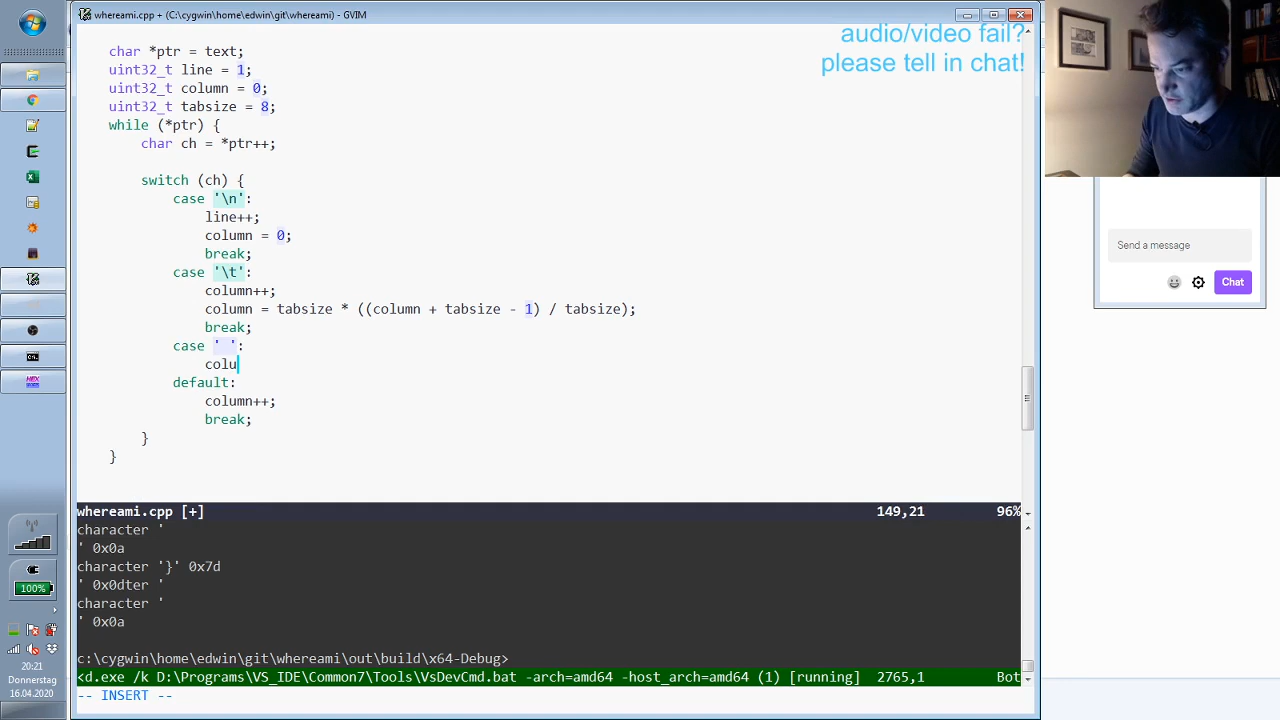 whereami.cpp + (C:\cygwin\home\edwin\git\whereami) - GVIM
audio/video fail?
please tell in chat!
char *ptr = text;
uint32_t line = 1;
uint32_t column = 0;
uint32_t tabsize = 8;
while (*ptr) {
char ch = *ptr++;
switch (ch) {
case '\n':
line++;
column = 0;
break;
case '\t':
column++;
column = tabsize * ((column + tabsize - 1) / tabsize);
break;
case ' ':
colu
default:
column++;
break;
}
}
whereami.cpp [+] 149,21 96%
character '
' 0x0a
character '}' 0x7d
' 0x0dter '
character '
' 0x0a
c:\cygwin\home\edwin\git\whereami\out\build\x64-Debug>
<d.exe /k D:\Programs\VS_IDE\Common7\Tools\VsDevCmd.bat -arch=amd64 -host_arch=amd64 (1) [running] 2765,1 Bot
-- INSERT --
Send a message
Chat
HEX
100%
20:21
Donnerstag
16.04.2020